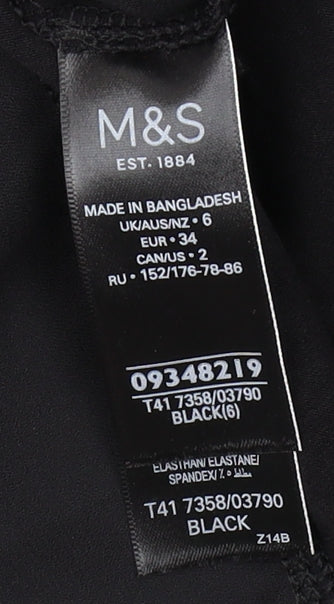 M&S
EST. 1884
MADE IN BANGLADESH
UK/AUS/NZ • 6
EUR • 34
CAN/US • 2
RU • 152/176-78-86
09348219
T41 7358/03790
BLACK(6)
ELASTHAN/ ELASTANE/
SPANDEX/
T41 7358/03790
BLACK
Z14B